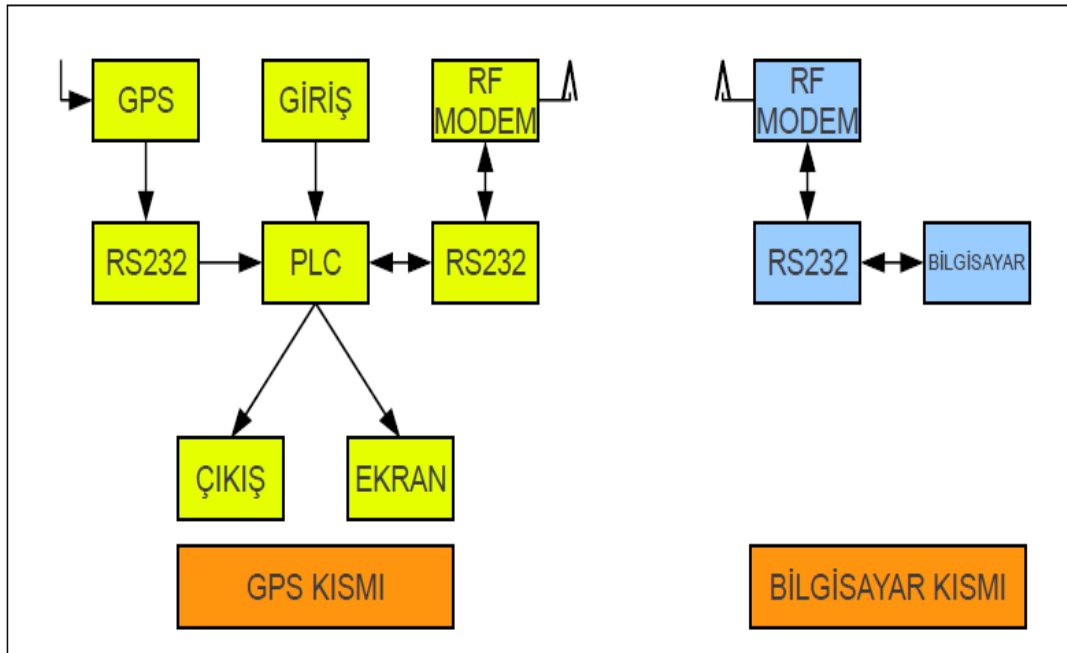 GPS
GİRİŞ
RF
MODEM
RF
MODEM
RS232
PLC
RS232
RS232
BİLGİSAYAR
ÇIKIŞ
EKRAN
GPS KISMI
BİLGİSAYAR KISMI